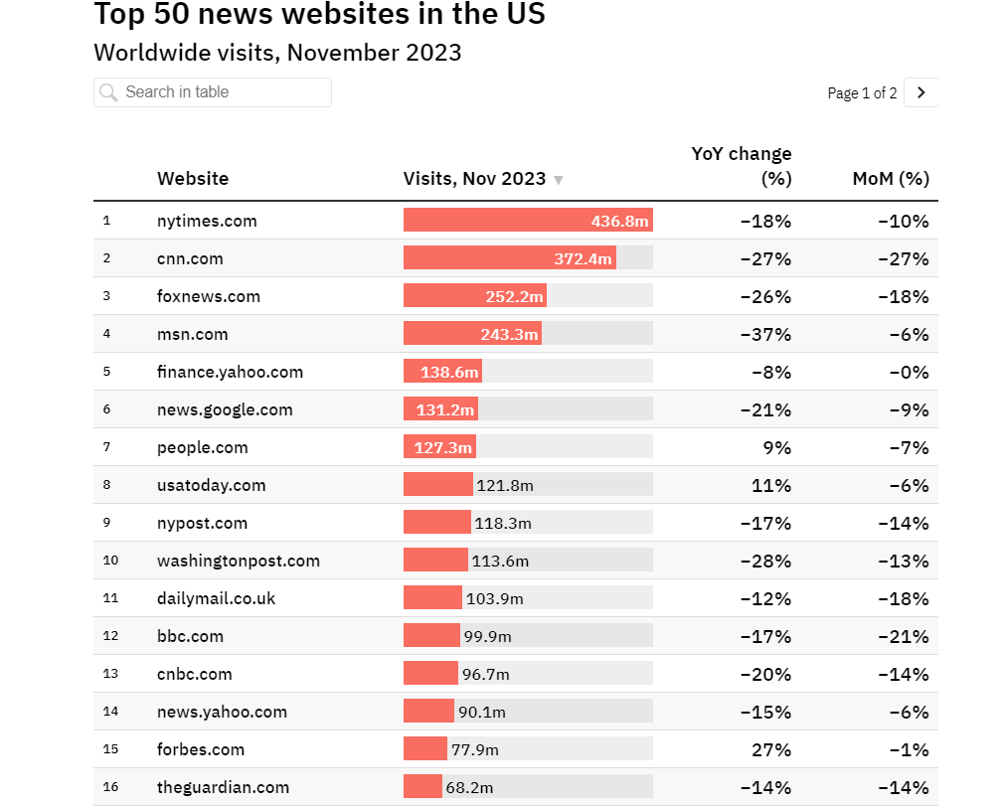 Top 50 news websites in the US
Worldwide visits, November 2023
Search in table
Page 1 of 2
Website Visits, Nov 2023 ▼ YoY change (%) MoM (%)
1 nytimes.com 436.8m −18% −10%
2 cnn.com 372.4m −27% −27%
3 foxnews.com 252.2m −26% −18%
4 msn.com 243.3m −37% −6%
5 finance.yahoo.com 138.6m −8% −0%
6 news.google.com 131.2m −21% −9%
7 people.com 127.3m 9% −7%
8 usatoday.com 121.8m 11% −6%
9 nypost.com 118.3m −17% −14%
10 washingtonpost.com 113.6m −28% −13%
11 dailymail.co.uk 103.9m −12% −18%
12 bbc.com 99.9m −17% −21%
13 cnbc.com 96.7m −20% −14%
14 news.yahoo.com 90.1m −15% −6%
15 forbes.com 77.9m 27% −1%
16 theguardian.com 68.2m −14% −14%